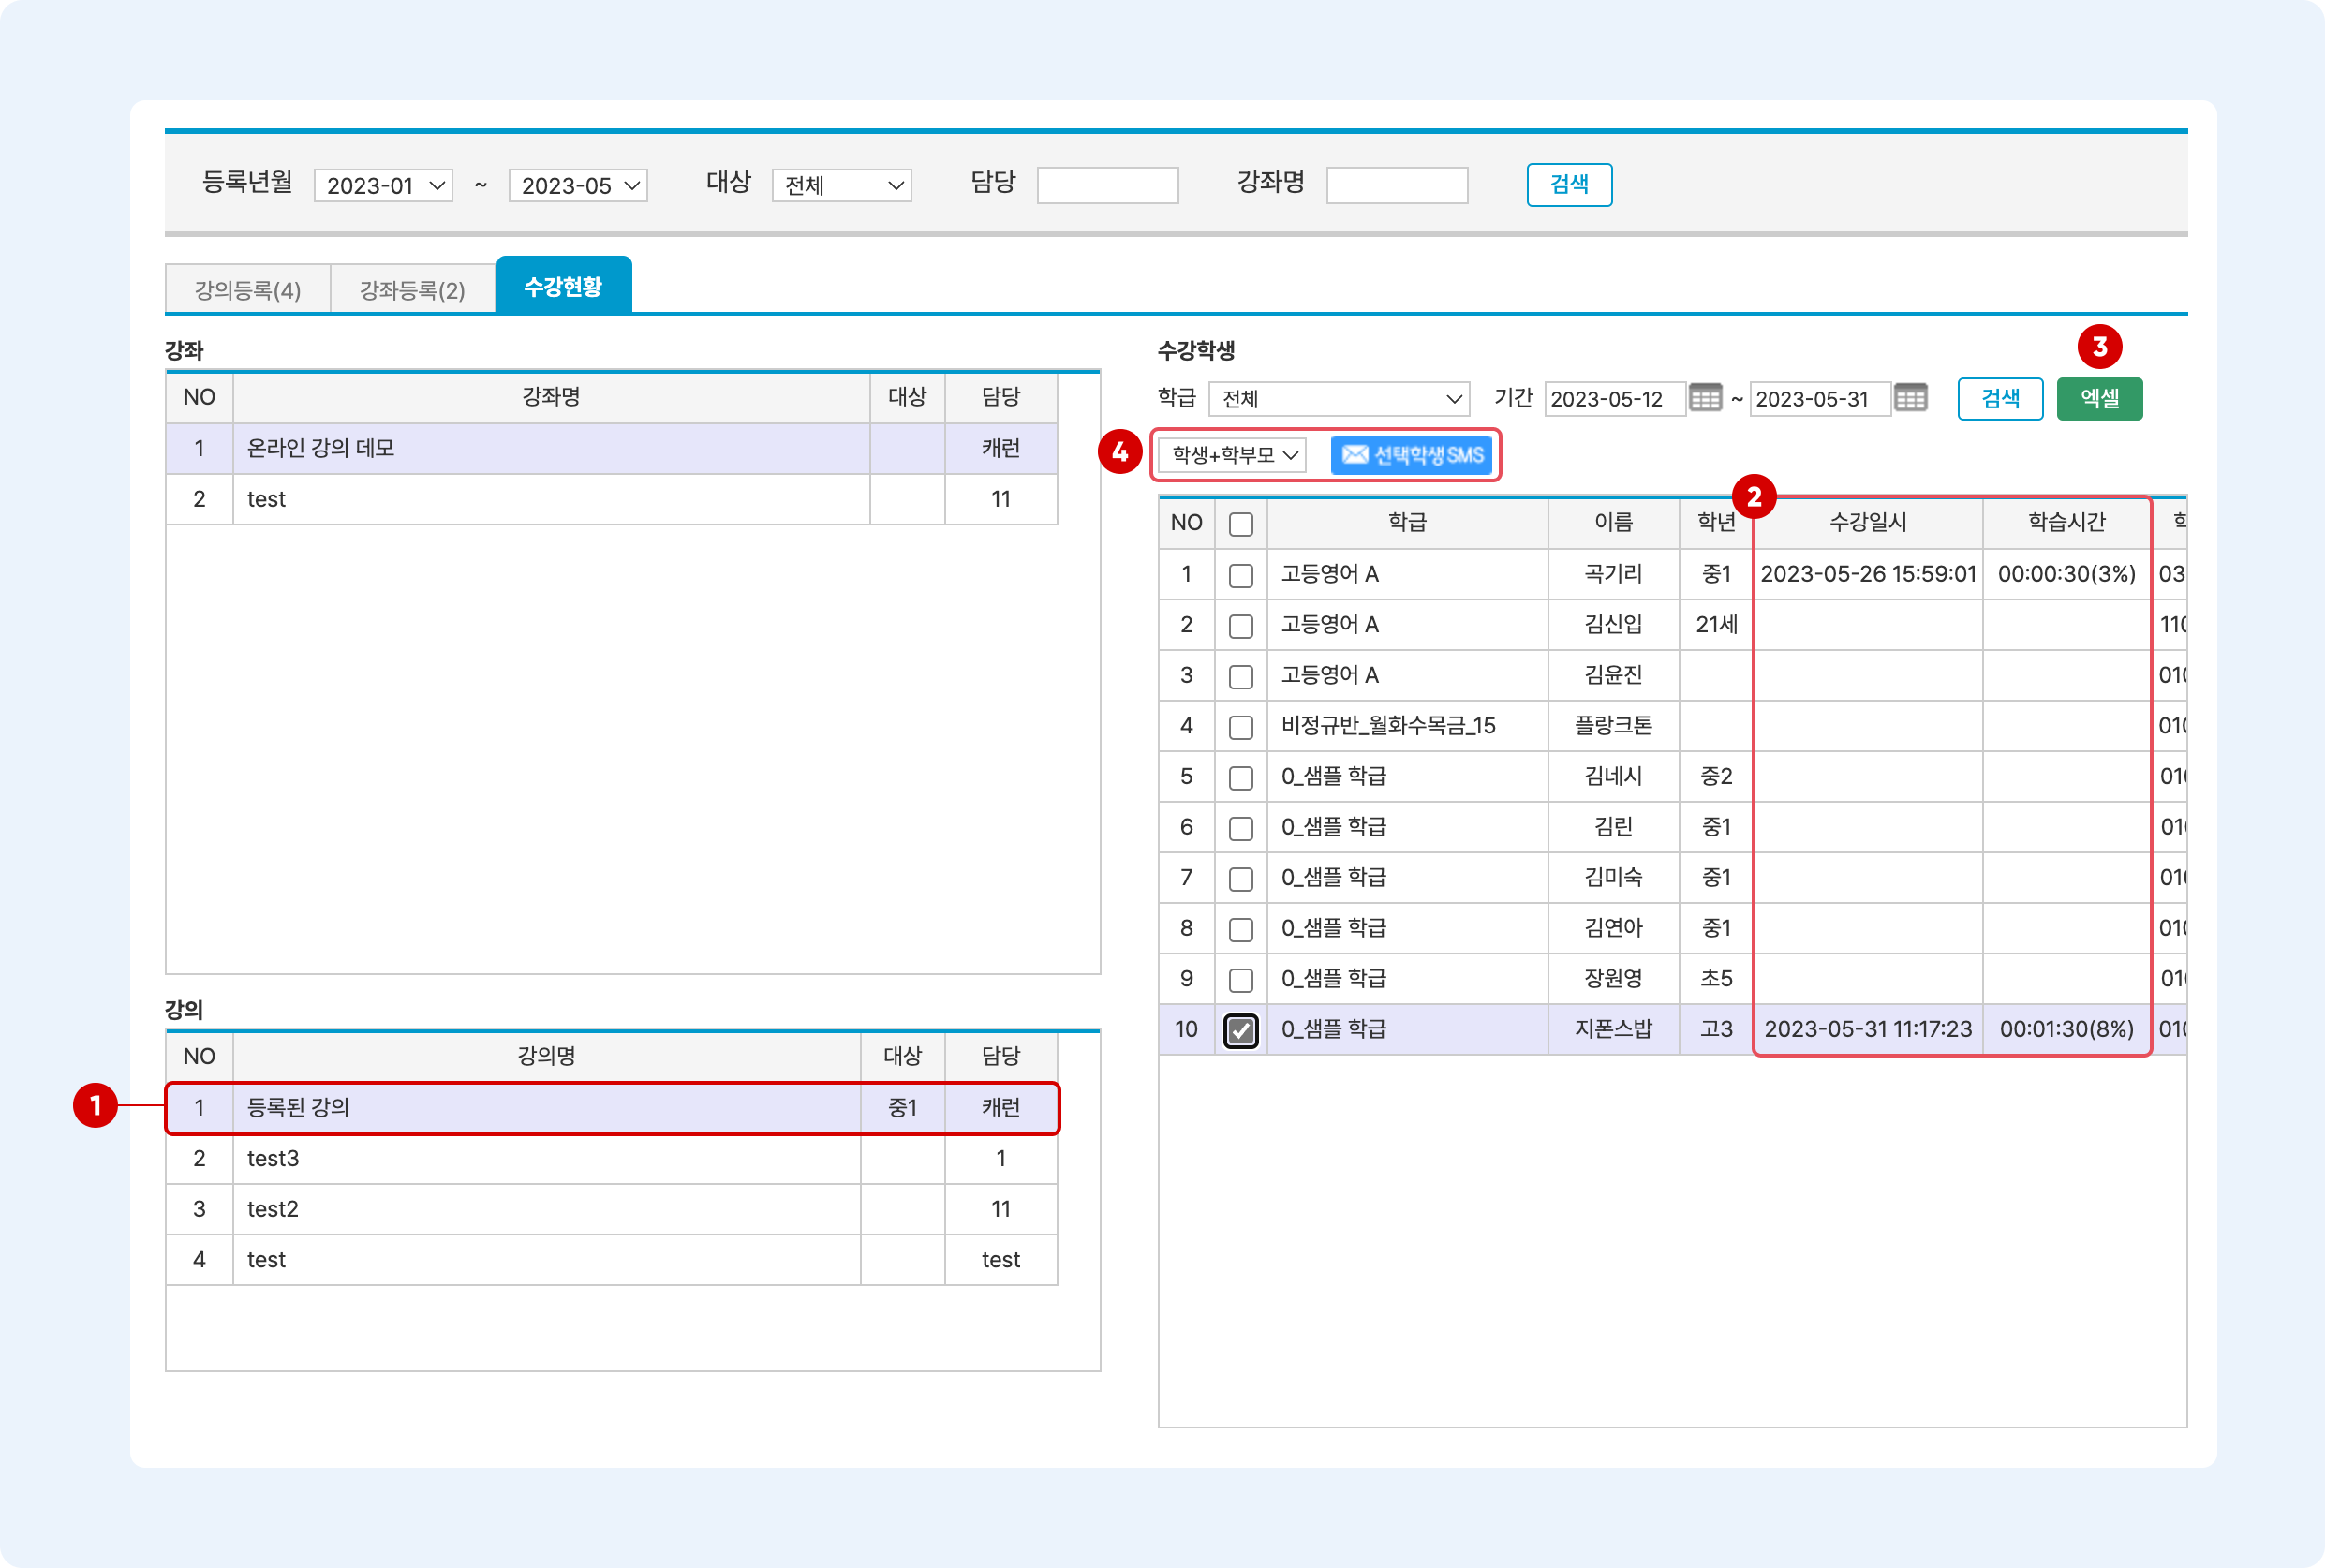 등록년월 2023-01 ~ 2023-05 대상 전체 담당 강좌명 검색
강의등록(4) 강좌등록(2) 수강현황
강좌
NO 강좌명 대상 담당
1 온라인 강의 데모 캐런
2 test 11
강의
NO 강의명 대상 담당
1
1 등록된 강의 중1 캐런
2 test3 1
3 test2 11
4 test test
수강학생
3
학급 전체 기간 2023-05-12 ~ 2023-05-31 검색 엑셀
4 학생+학부모 선택학생SMS
2
NO 학급 이름 학년 수강일시 학습시간
1 고등영어 A 곡기리 중1 2023-05-26 15:59:01 00:00:30(3%) 03
2 고등영어 A 김신입 21세 110
3 고등영어 A 김윤진 010
4 비정규반_월화수목금_15 플랑크톤 010
5 0_샘플 학급 김네시 중2 010
6 0_샘플 학급 김린 중1 010
7 0_샘플 학급 김미숙 중1 010
8 0_샘플 학급 김연아 중1 010
9 0_샘플 학급 장원영 초5 010
10 0_샘플 학급 지폰스밥 고3 2023-05-31 11:17:23 00:01:30(8%) 010